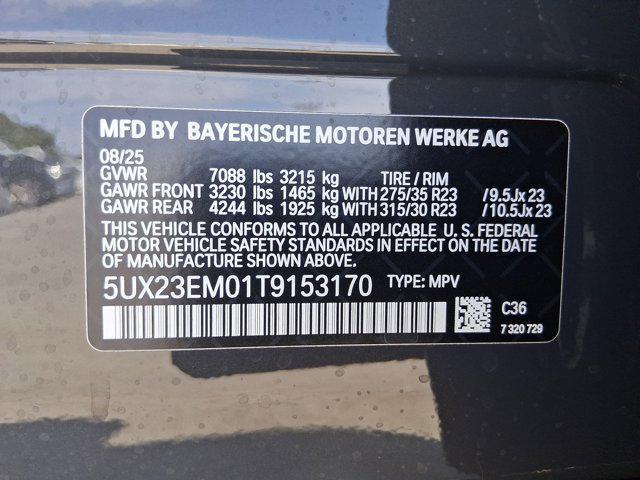 MFD BY BAYERISCHE MOTOREN WERKE AG
08/25
GVWR 7088 lbs 3215 kg TIRE / RIM
GAWR FRONT 3230 lbs 1465 kg WITH 275/35 R23 /9.5Jx23
GAWR REAR 4244 lbs 1925 kg WITH 315/30 R23 /10.5Jx23
THIS VEHICLE CONFORMS TO ALL APPLICABLE U. S. FEDERAL
MOTOR VEHICLE SAFETY STANDARDS IN EFFECT ON THE DATE
OF MANUFACTURE SHOWN ABOVE.
5UX23EM01T9153170 TYPE: MPV
C36
7 320 729